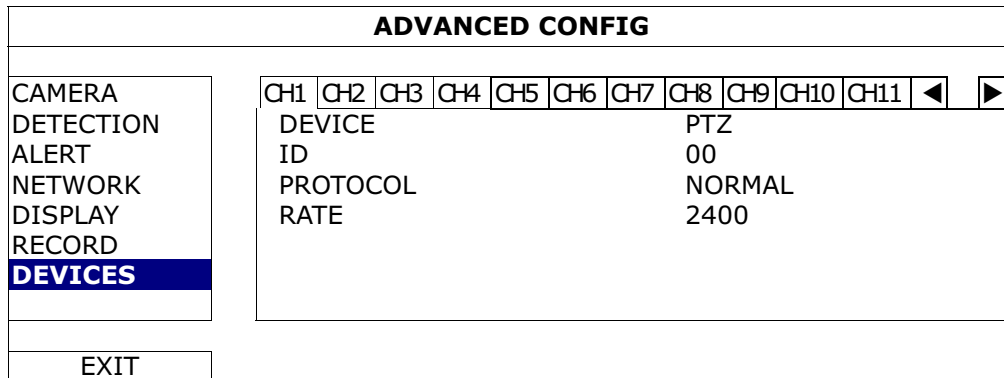 ADVANCED CONFIG
CAMERA
DETECTION
ALERT
NETWORK
DISPLAY
RECORD
DEVICES
EXIT
CH1 CH2 CH3 CH4 CH5 CH6 CH7 CH8 CH9 CH10 CH11 ◀ ▶
DEVICE PTZ
ID 00
PROTOCOL NORMAL
RATE 2400